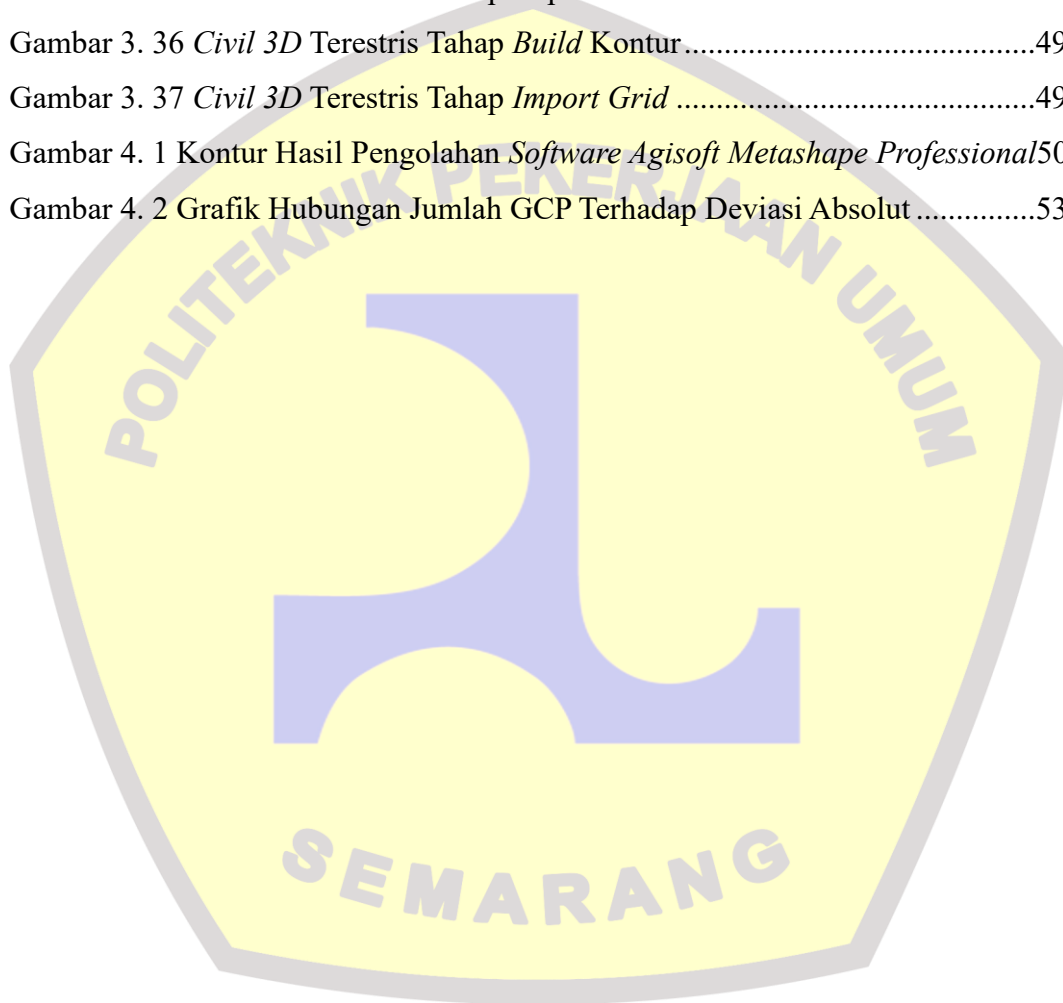 Gambar 3. 36 Civil 3D Terestris Tahap Build Kontur....................................49
Gambar 3. 37 Civil 3D Terestris Tahap Import Grid ....................................49
Gambar 4. 1 Kontur Hasil Pengolahan Software Agisoft Metashape Professional50
Gambar 4. 2 Grafik Hubungan Jumlah GCP Terhadap Deviasi Absolut ..............53
POLITEKNIK PEKERJAAN UMUM
SEMARANG